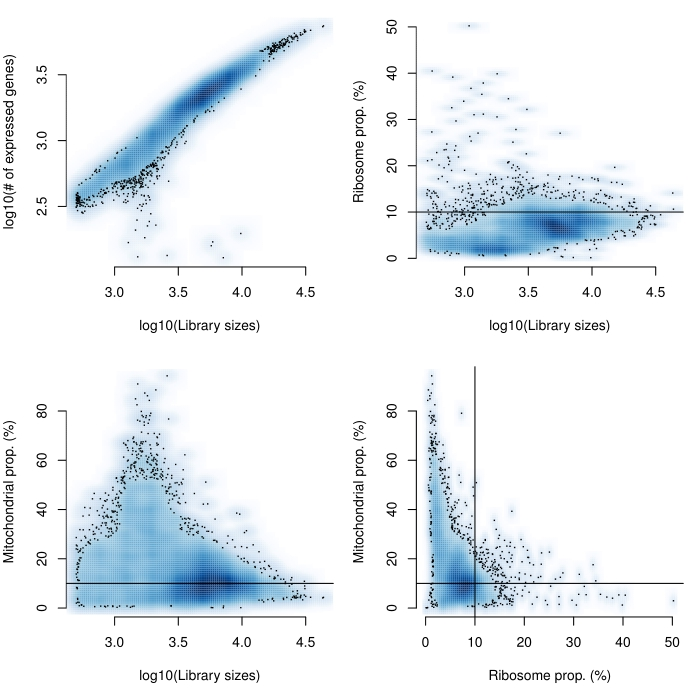 log10(# of expressed genes)
3.5
3.0
2.5
3.0 3.5 4.0 4.5
log10(Library sizes)
Ribosome prop. (%)
50
40
30
20
10
0
3.0 3.5 4.0 4.5
log10(Library sizes)
Mitochondrial prop. (%)
80
60
40
20
0
3.0 3.5 4.0 4.5
log10(Library sizes)
Mitochondrial prop. (%)
80
60
40
20
0
0 10 20 30 40 50
Ribosome prop. (%)